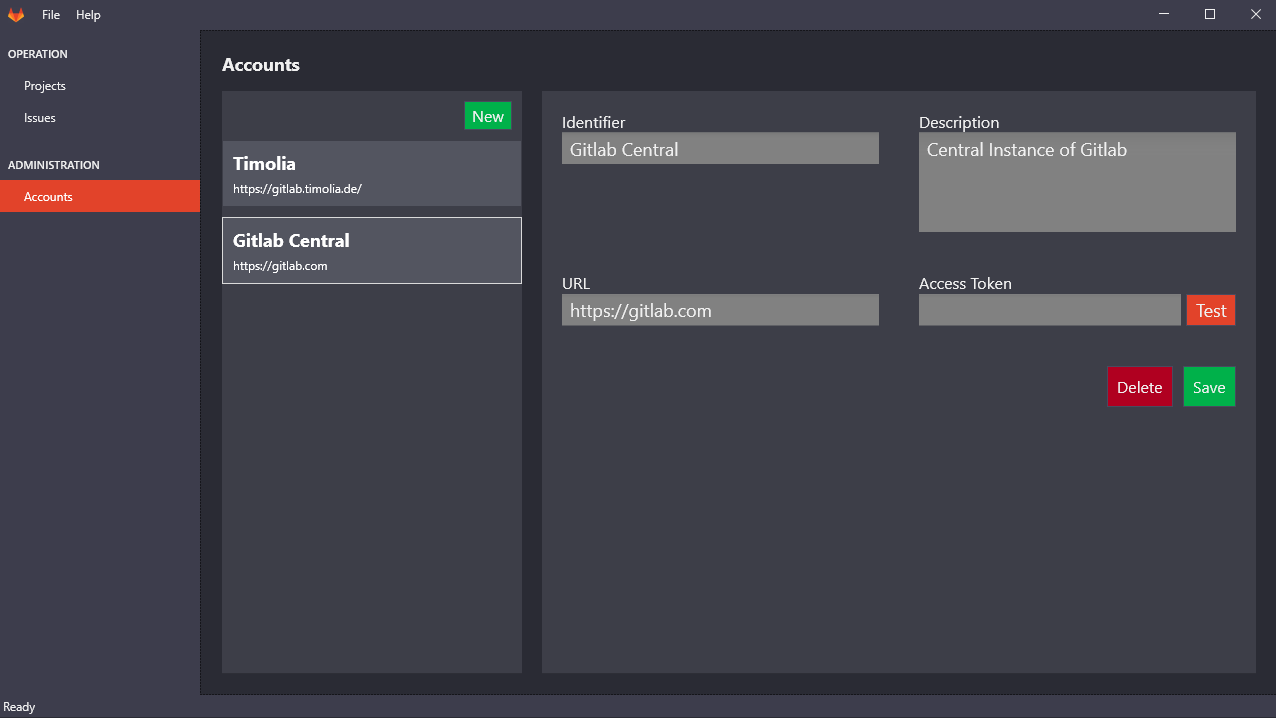 File Help
OPERATION
Projects
Issues
ADMINISTRATION
Accounts
Accounts
New
Timolia
https://gitlab.timolia.de/
Gitlab Central
https://gitlab.com
Identifier
Gitlab Central
Description
Central Instance of Gitlab
URL
https://gitlab.com
Access Token
Test
Delete Save
Ready